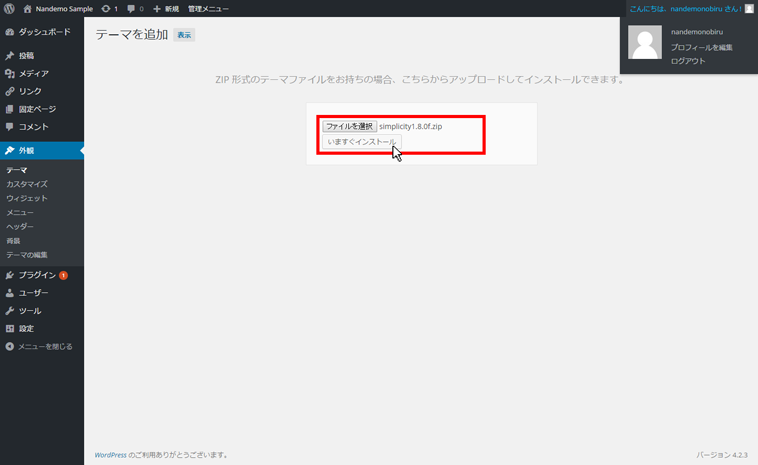 Nandemo Sample 1 0 新規 管理メニュー こんにちは、nandemonobiru さん!
nandemonobiru
プロフィールを編集
ログアウト
ダッシュボード
投稿
メディア
リンク
固定ページ
コメント
外観
テーマ
カスタマイズ
ウィジェット
メニュー
ヘッダー
背景
テーマの編集
プラグイン 1
ユーザー
ツール
設定
メニューを閉じる
テーマを追加 表示
ZIP 形式のテーマファイルをお持ちの場合、こちらからアップロードしてインストールできます。
ファイルを選択 simplicity1.8.0f.zip
いますぐインストール
WordPress のご利用ありがとうございます。
バージョン 4.2.3